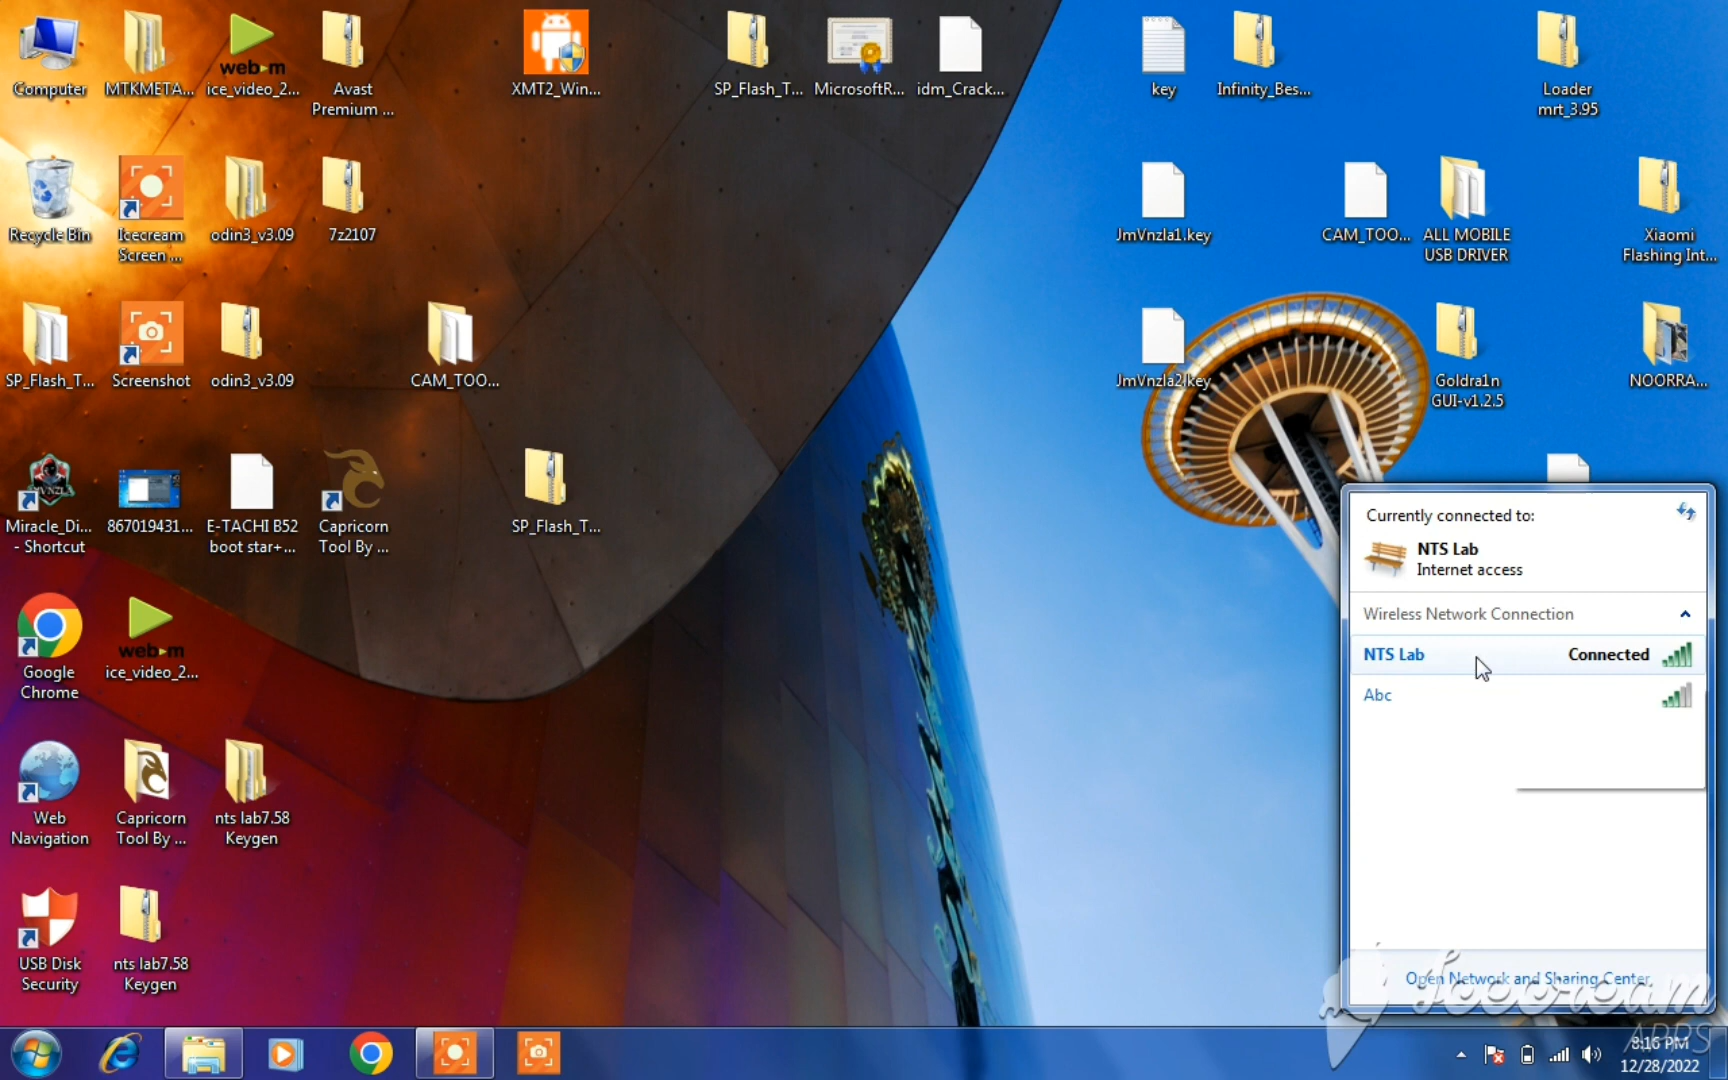 Computer
MTKMETA...
web-m
ice_video_2...
Avast
Premium ...
XMT2_Win...
SP_Flash_T...
MicrosoftR...
idm_Crack...
key
Infinity_Bes...
Loader
mrt_3.95
Recycle Bin
Icecream
Screen ...
odin3_v3.09
7z2107
JmVnzla1.key
CAM_TOO...
ALL MOBILE
USB DRIVER
Xiaomi
Flashing Int...
SP_Flash_T...
Screenshot
odin3_v3.09
CAM_TOO...
JmVnzla2.key
Goldra1n
GUI-v1.2.5
NOORRA...
Miracle_Di...
- Shortcut
867019431...
E-TACHI B52
boot star+...
Capricorn
Tool By ...
SP_Flash_T...
Currently connected to:
NTS Lab
Internet access
Wireless Network Connection
NTS Lab Connected
Abc
Google
Chrome
web-m
ice_video_2...
Web
Navigation
Capricorn
Tool By ...
nts lab7.58
Keygen
USB Disk
Security
nts lab7.58
Keygen
Open Network and Sharing Center
Icecream
APPS
8:16 PM
12/28/2022